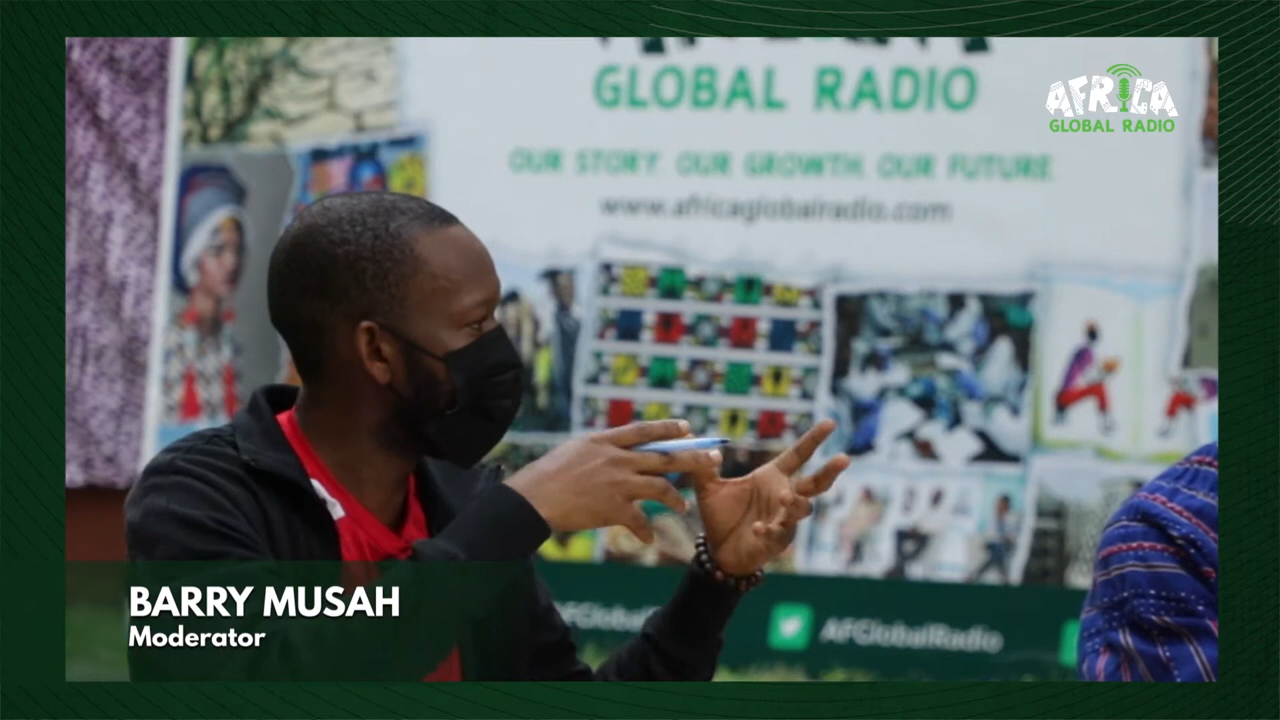 GLOBAL RADIO
OUR STORY. OUR GROWTH. OUR FUTURE.
www.africaglobalradio.com
AFRICA
GLOBAL RADIO
AFGlobalRadio
BARRY MUSAH
Moderator